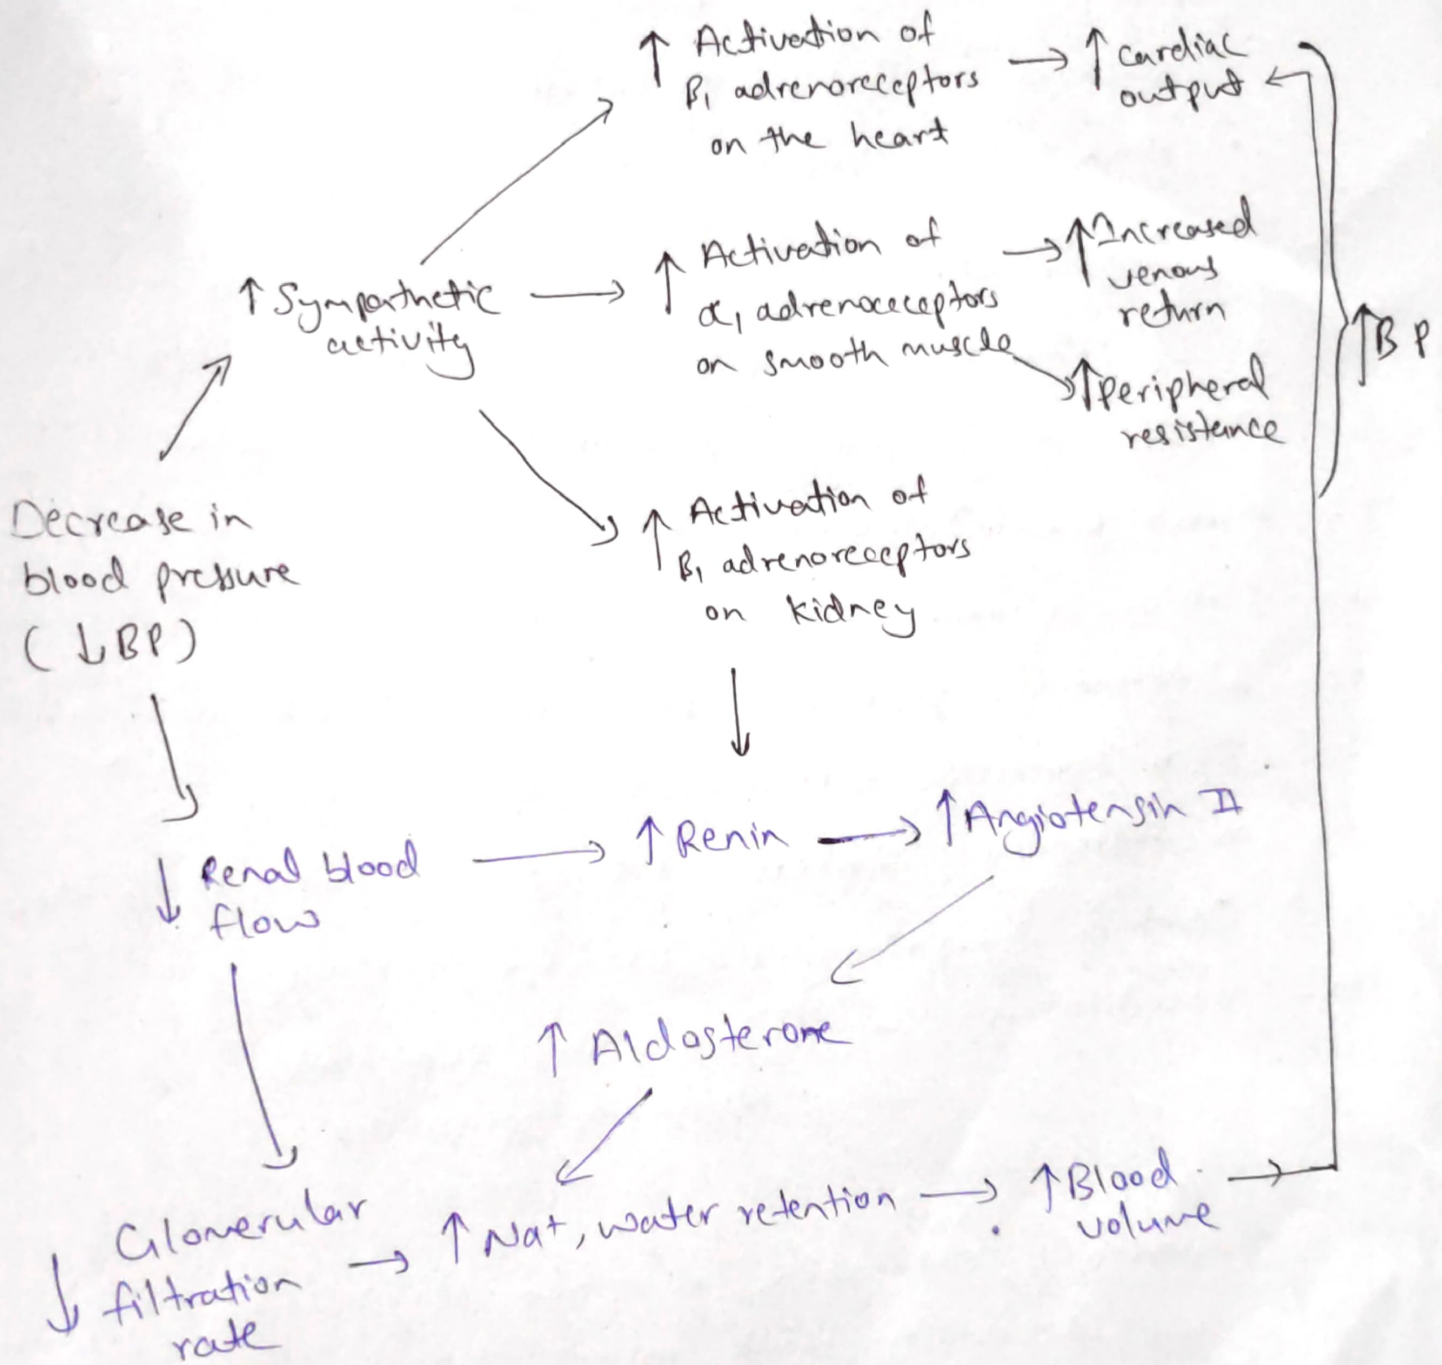 ↑ Activation of
β1 adrenoreceptors
on the heart
→ ↑ cardiac
output
↑ Sympathetic
activity
→ ↑ Activation of
α1 adrenoceceptors
on smooth muscle
→ ↑ Increased
venous
return
↑ Peripheral
resistance
↑ BP
Decrease in
blood pressure
(↓BP)
↑ Activation of
β1 adrenoreceptors
on kidney
↓ Renal blood
flow
→ ↑ Renin → ↑ Angiotensin II
↑ Aldosterone
↓ Glomerular
filtration
rate
→ ↑ Na+, water retention → ↑ Blood
volume →